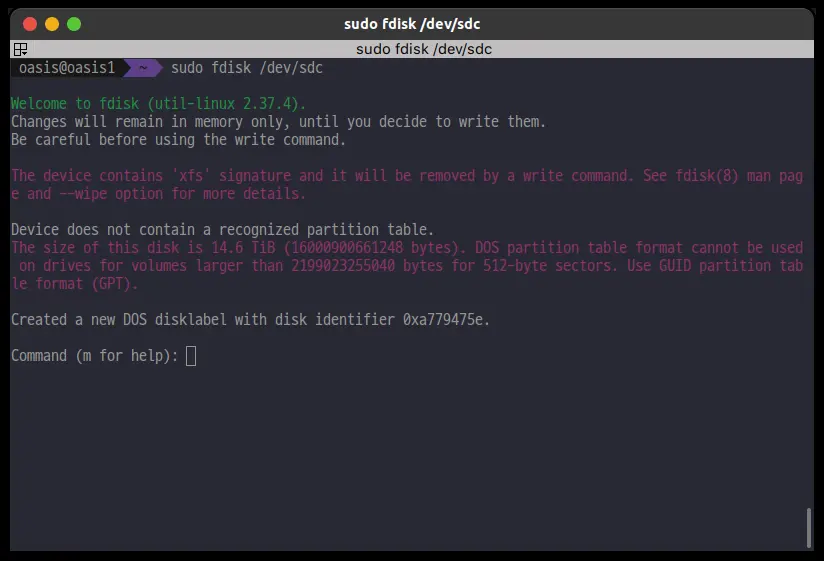 sudo fdisk /dev/sdc
sudo fdisk /dev/sdc
oasis@oasis1 ~ sudo fdisk /dev/sdc
Welcome to fdisk (util-linux 2.37.4).
Changes will remain in memory only, until you decide to write them.
Be careful before using the write command.
The device contains 'xfs' signature and it will be removed by a write command. See fdisk(8) man pag
e and --wipe option for more details.
Device does not contain a recognized partition table.
The size of this disk is 14.6 TiB (16000900661248 bytes). DOS partition table format cannot be used
on drives for volumes larger than 2199023255040 bytes for 512-byte sectors. Use GUID partition tab
le format (GPT).
Created a new DOS disklabel with disk identifier 0xa779475e.
Command (m for help):